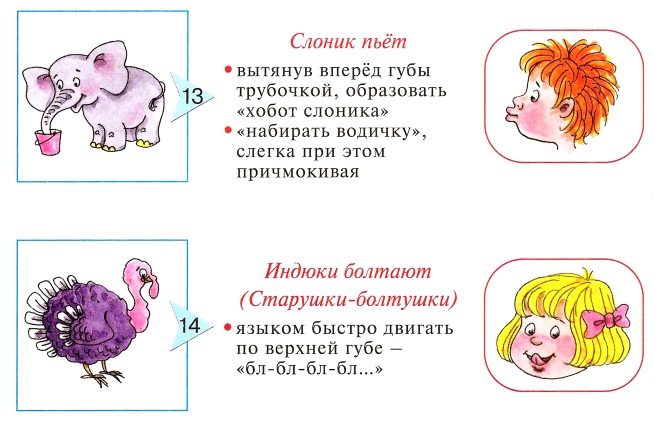 Слоник пьёт
13
• вытянув вперёд губы
трубочкой, образовать
«хобот слоника»
• «набирать водичку»,
слегка при этом
причмокивая
Индюки болтают
(Старушки-болтушки)
14
• языком быстро двигать
по верхней губе –
«бл-бл-бл-бл...»